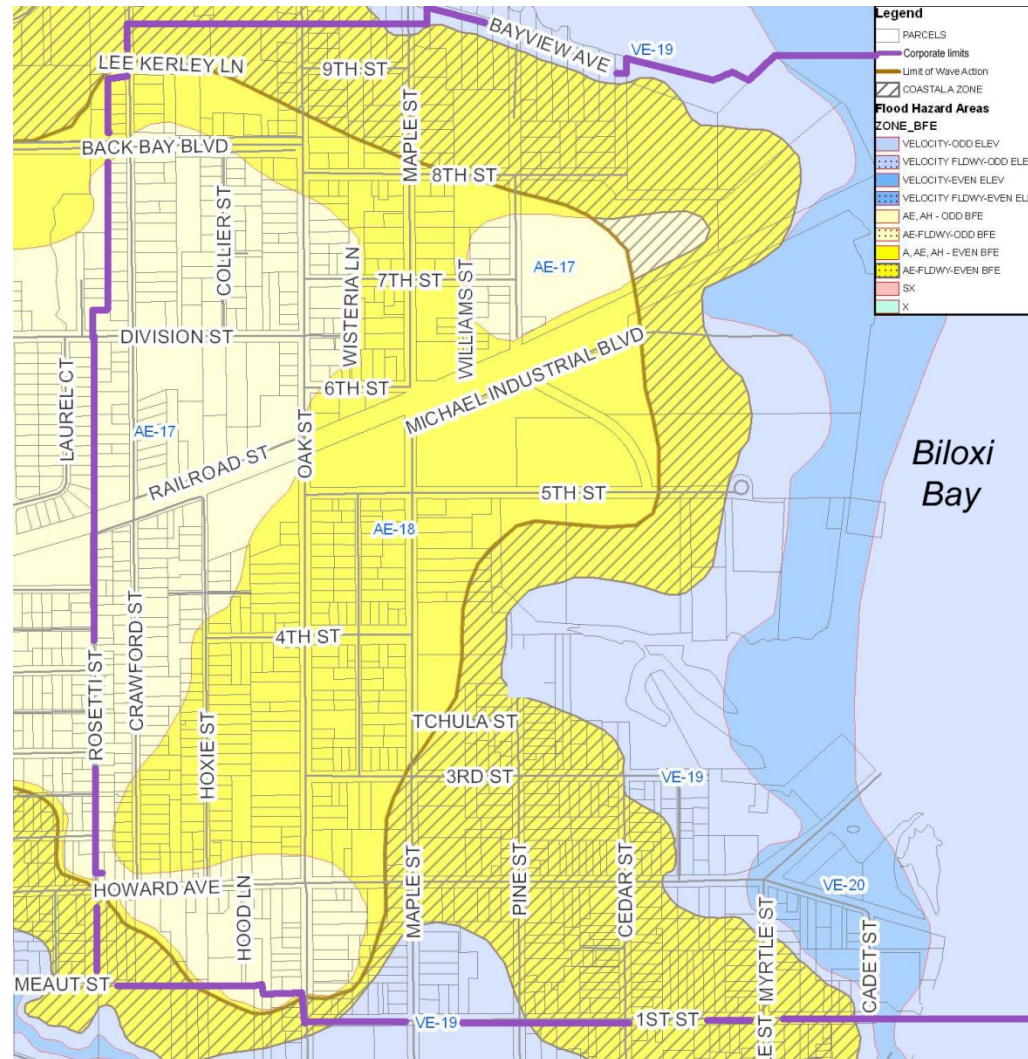 BAYVIEW AVE
VE-19
LEE KERLEY LN
9TH ST
MAPLE ST
BACK BAY BLVD
8TH ST
COLLIER ST
WISTERIA LN
7TH ST
WILLIAMS ST
AE-17
DIVISION ST
LAUREL CT
6TH ST
MICHAEL INDUSTRIAL BLVD
AE-17
RAILROAD ST
OAK ST
5TH ST
AE-18
Biloxi
Bay
ROSETTI ST
CRAWFORD ST
HOXIE ST
4TH ST
TCHULA ST
3RD ST
VE-19
HOWARD AVE
HOOD LN
MAPLE ST
PINE ST
CEDAR ST
MYRTLE ST
VE-20
CADET ST
MEAUT ST
VE-19
1ST ST
LE ST
Legend
PARCELS
Corporate limits
Limit of Wave Action
COASTAL A ZONE
Flood Hazard Areas
ZONE_BFE
VELOCITY-ODD ELEV
VELOCITY FLDWY-ODD ELE
VELOCITY-EVEN ELEV
VELOCITY FLDWY-EVEN EL
AE, AH - ODD BFE
AE-FLDWY-ODD BFE
A, AE, AH - EVEN BFE
AE-FLDWY-EVEN BFE
SX
X